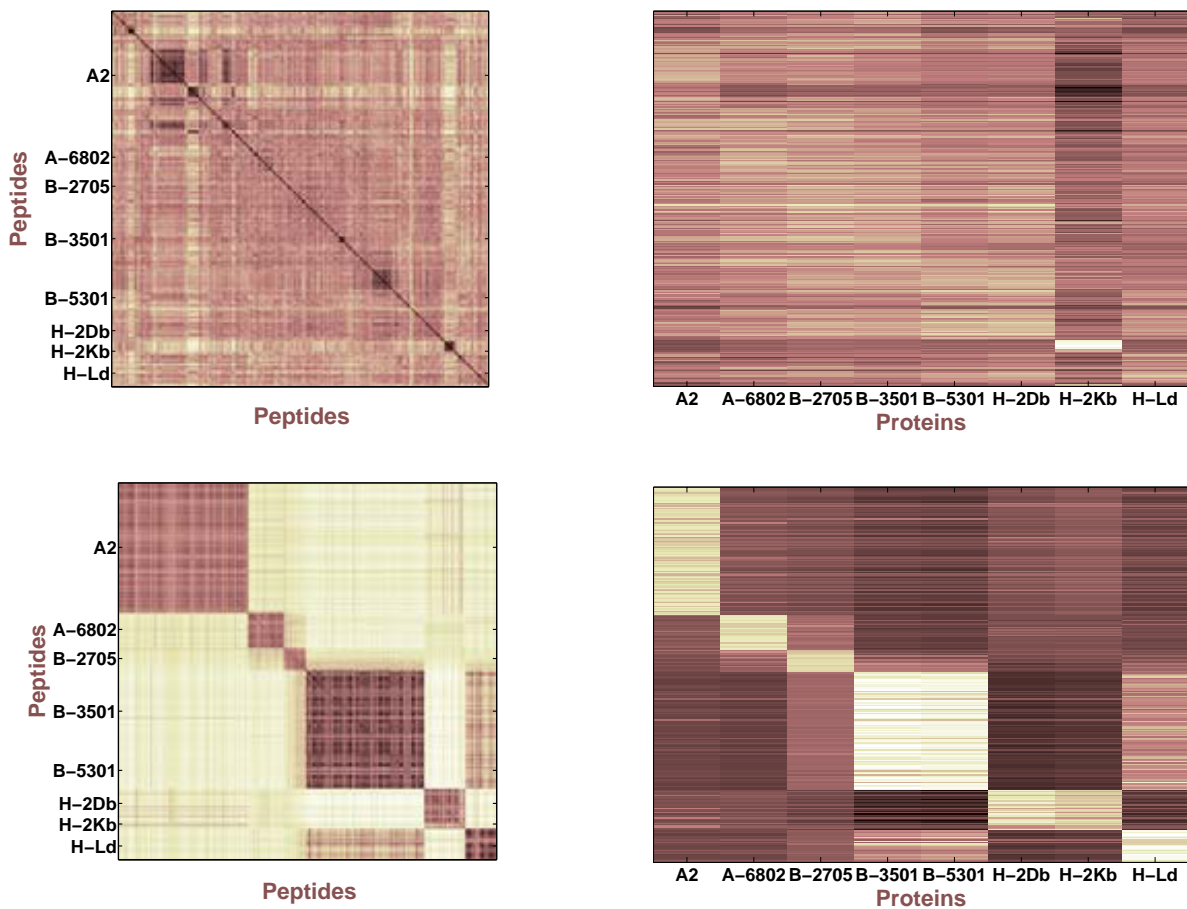 A2
A−6802
B−2705
B−3501
B−5301
H−2Db
H−2Kb
H−Ld
Peptides
Peptides
A2 A−6802 B−2705 B−3501 B−5301 H−2Db H−2Kb H−Ld
Proteins
A2
A−6802
B−2705
B−3501
B−5301
H−2Db
H−2Kb
H−Ld
Peptides
Peptides
A2 A−6802 B−2705 B−3501 B−5301 H−2Db H−2Kb H−Ld
Proteins